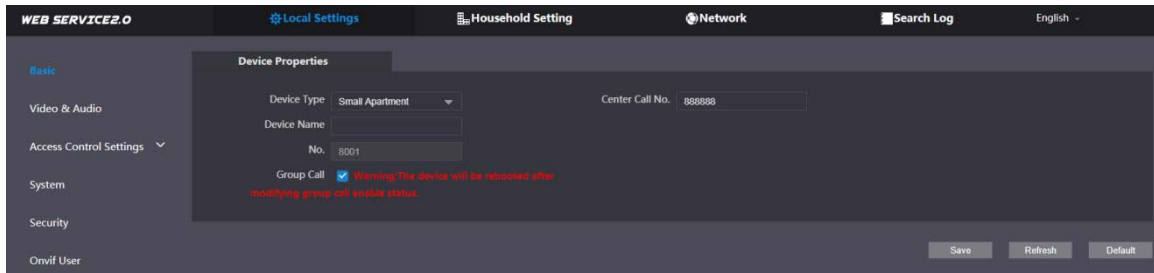 WEB SERVICE2.0
Local Settings
Household Setting
Network
Search Log
English
Basic
Video & Audio
Access Control Settings
System
Security
Onvif User
Device Properties
Device Type Small Apartment
Center Call No. 888888
Device Name
No. 8001
Group Call Warning:The device will be rebooted after
modifying group call enable status.
Save
Refresh
Default